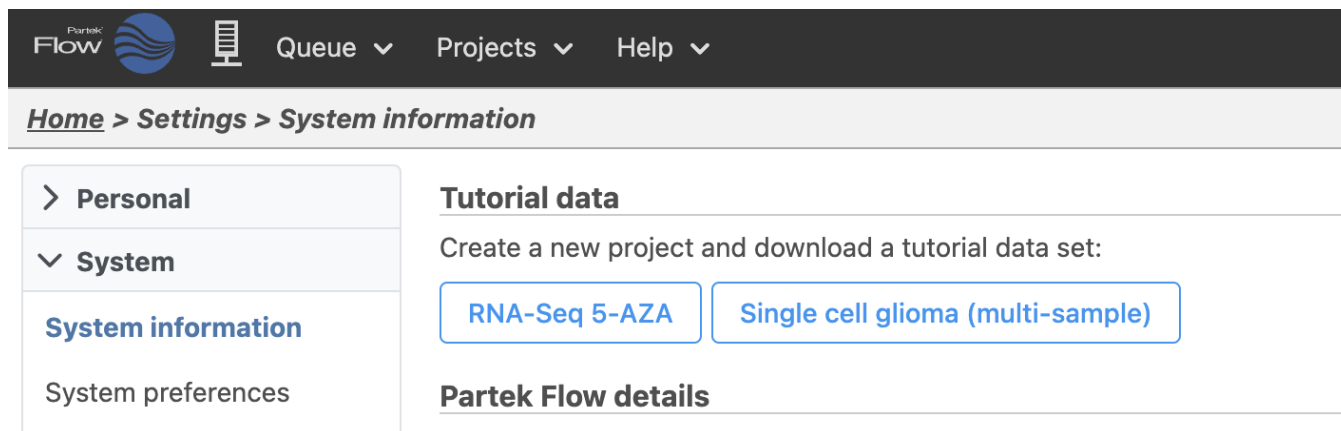 Partek
Flow
Queue Projects Help
Home > Settings > System information
Personal
System
System information
System preferences
Tutorial data
Create a new project and download a tutorial data set:
RNA-Seq 5-AZA Single cell glioma (multi-sample)
Partek Flow details